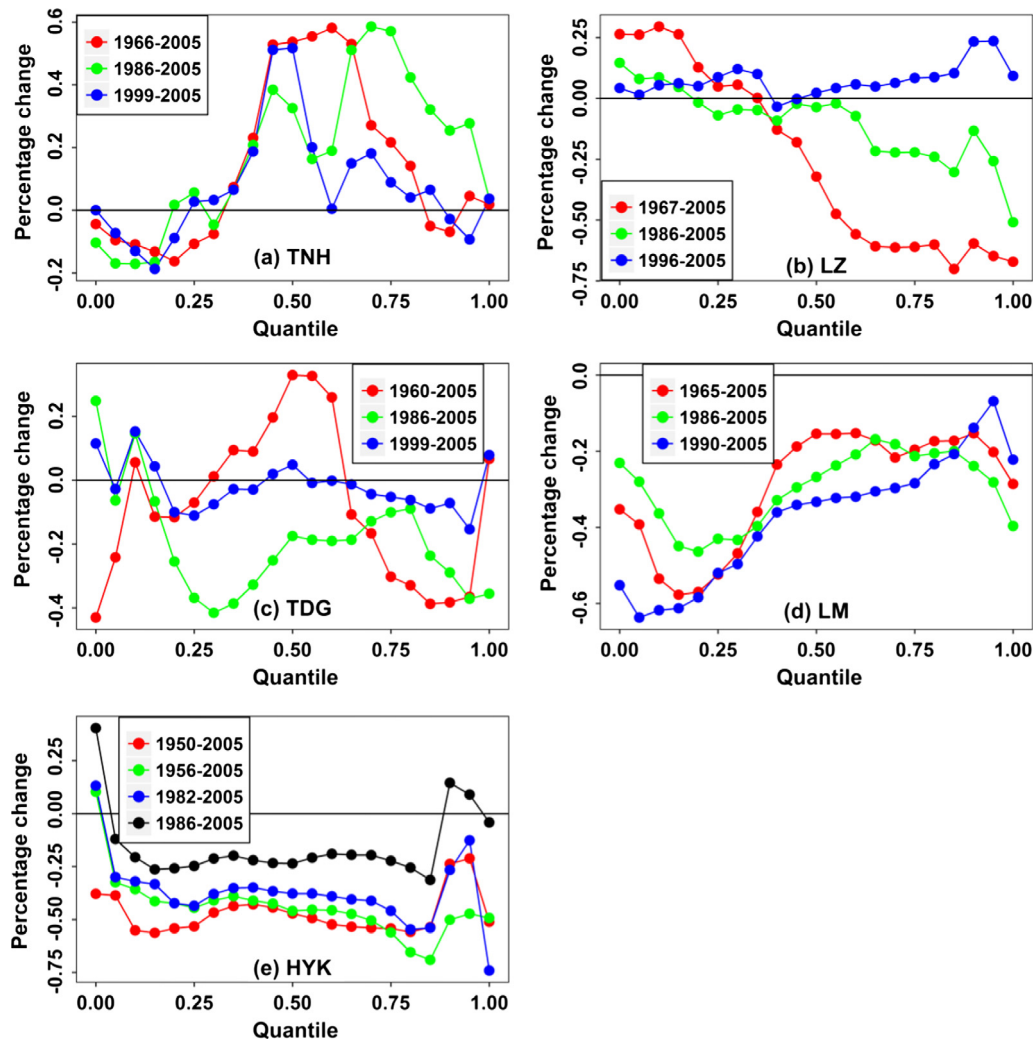 Percentage change
0.6
0.4
0.2
0.0
-0.2
1966-2005
1986-2005
1999-2005
(a) TNH
0.00 0.25 0.50 0.75 1.00
Quantile
Percentage change
0.25
0.00
-0.25
-0.50
-0.75
1967-2005
1986-2005
1996-2005
(b) LZ
0.00 0.25 0.50 0.75 1.00
Quantile
Percentage change
0.2
0.0
-0.2
-0.4
1960-2005
1986-2005
1999-2005
(c) TDG
0.00 0.25 0.50 0.75 1.00
Quantile
Percentage change
0.0
-0.2
-0.4
-0.6
1965-2005
1986-2005
1990-2005
(d) LM
0.00 0.25 0.50 0.75 1.00
Quantile
Percentage change
0.25
0.00
-0.25
-0.50
-0.75
1950-2005
1956-2005
1982-2005
1986-2005
(e) HYK
0.00 0.25 0.50 0.75 1.00
Quantile